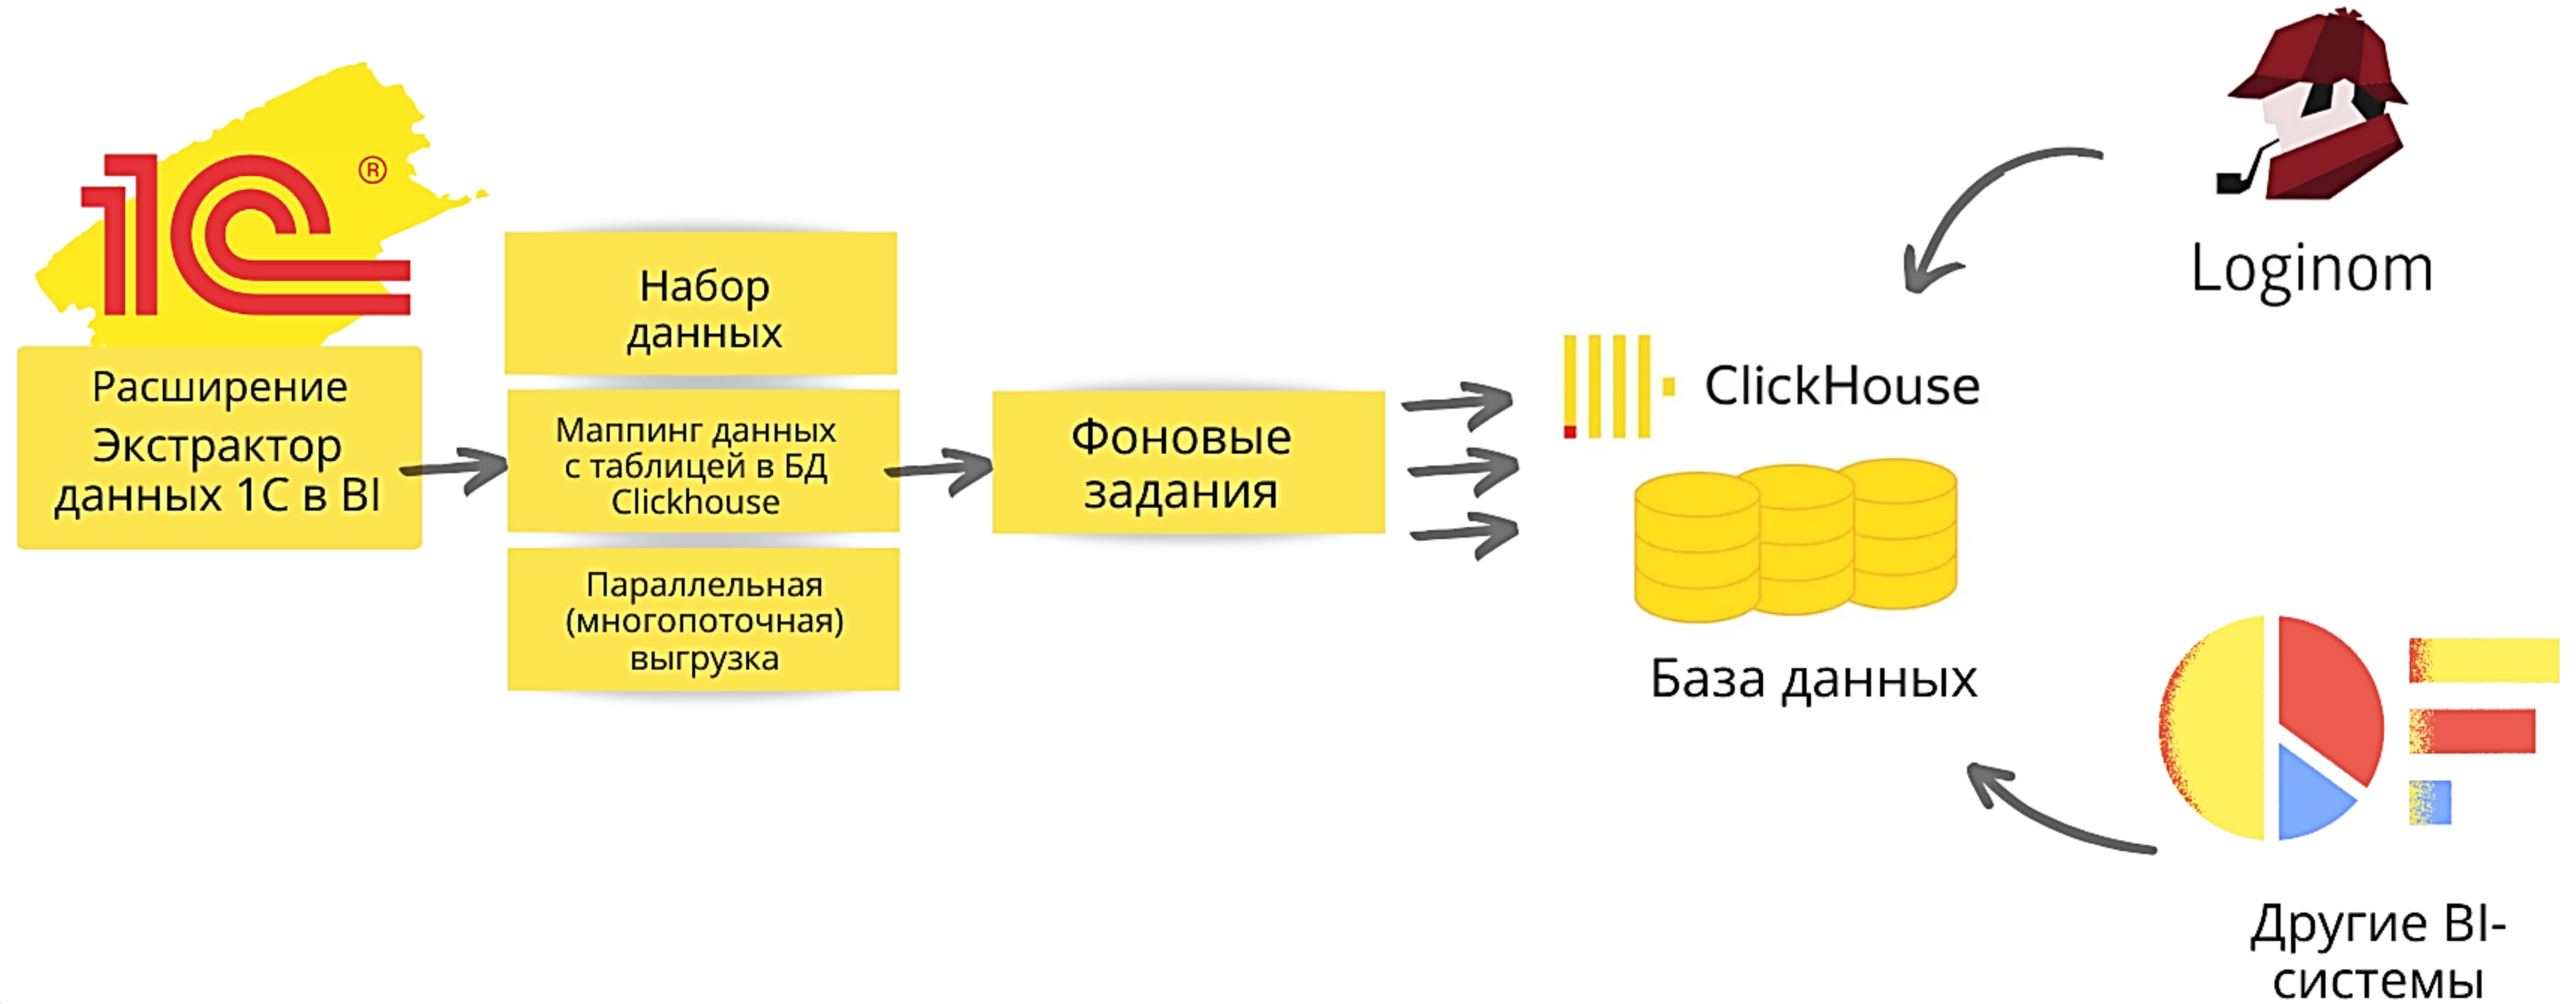 1С
®
Расширение
Экстрактор
данных 1С в BI
Набор
данных
Маппинг данных
с таблицей в БД
Clickhouse
Параллельная
(многопоточная)
выгрузка
Фоновые
задания
ClickHouse
База данных
Loginom
Другие BI-
системы